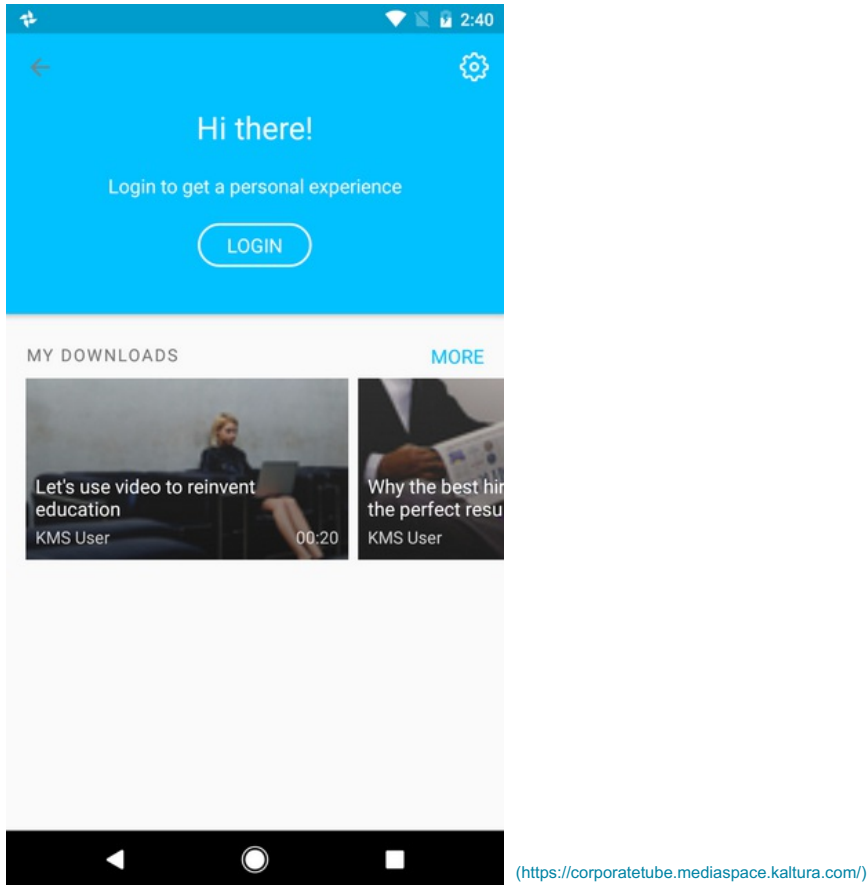 2:40
Hi there!
Login to get a personal experience
LOGIN
MY DOWNLOADS
MORE
Let's use video to reinvent
education
KMS User
00:20
Why the best hir
the perfect resu
KMS User
(https://corporatetube.mediaspace.kaltura.com/)